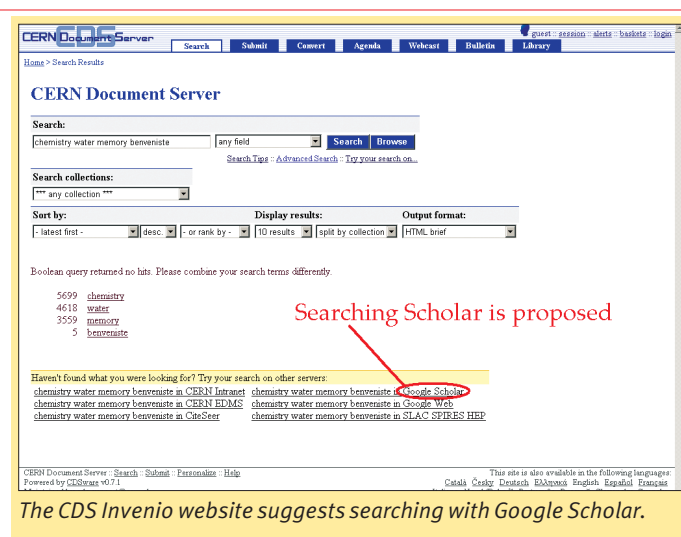 CERN Document Server
CDS
guest :: session :: alerts :: baskets :: login
Search Submit Convert Agenda Webcast Bulletin Library
Home > Search Results
CERN Document Server
Search:
chemistry water memory benveniste any field Search Browse
Search Tips :: Advanced Search :: Try your search on...
Search collections:
*** any collection ***
Sort by: Display results: Output format:
- latest first - desc. - or rank by - 10 results split by collection HTML brief
Boolean query returned no hits. Please combine your search terms differently.
5699 chemistry
4618 water
3559 memory
5 benveniste
Searching Scholar is proposed
Haven't found what you were looking for? Try your search on other servers:
chemistry water memory benveniste in CERN Intranet chemistry water memory benveniste in Google Scholar
chemistry water memory benveniste in CERN EDMS chemistry water memory benveniste in Google Web
chemistry water memory benveniste in CiteSeer chemistry water memory benveniste in SLAC SPIRES HEP
CERN Document Server :: Search :: Submit :: Personalize :: Help This site is also available in the following languages:
Powered by CDSware v0.7.1 Català Česky Deutsch Ελληνικά English Español Français
The CDS Invenio website suggests searching with Google Scholar.